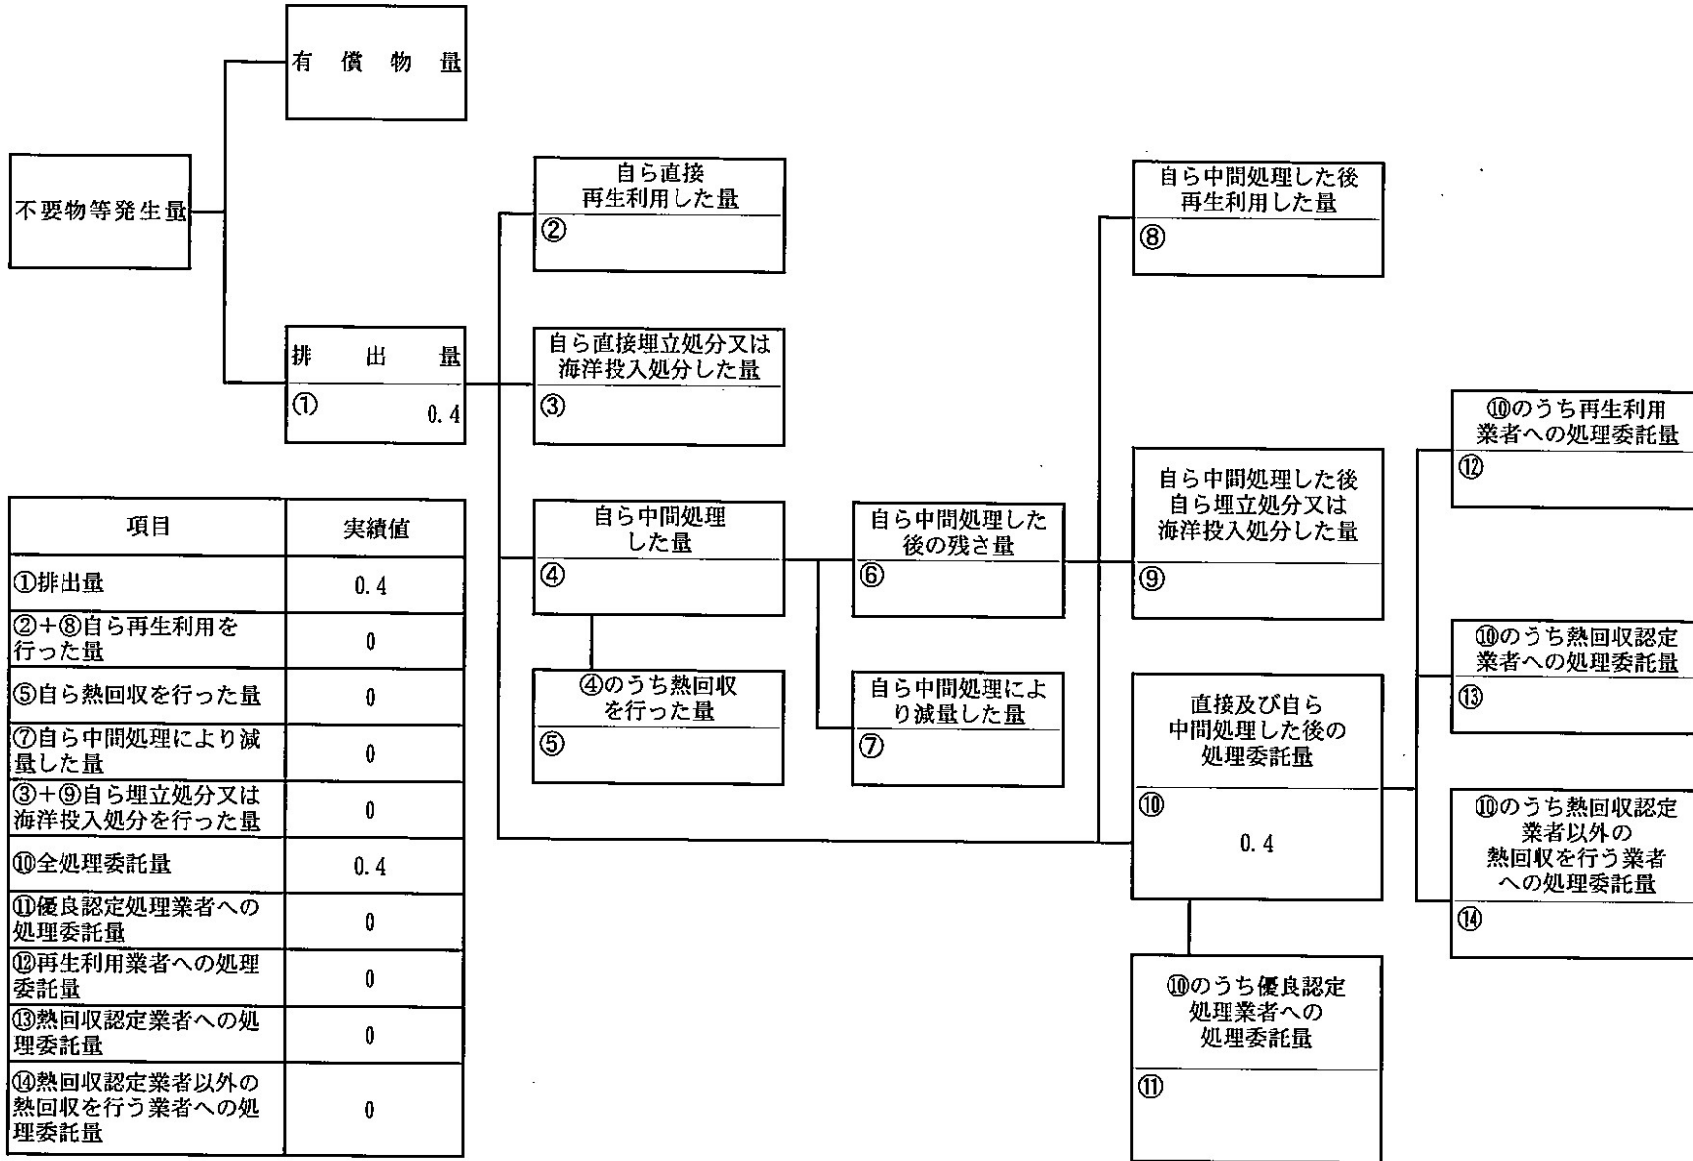 有償物量
不要物等発生量
排出量
①
0.4
自ら直接
再生利用した量
②
自ら直接埋立処分又は
海洋投入処分した量
③
自ら中間処理
した量
④
④のうち熱回収
を行った量
⑤
自ら中間処理した
後の残さ量
⑥
自ら中間処理によ
り減量した量
⑦
自ら中間処理した後
再生利用した量
⑧
自ら中間処理した後
自ら埋立処分又は
海洋投入処分した量
⑨
直接及び自ら
中間処理した後の
処理委託量
⑩
0.4
⑩のうち優良認定
処理業者への
処理委託量
⑪
⑩のうち再生利用
業者への処理委託量
⑫
⑩のうち熱回収認定
業者への処理委託量
⑬
⑩のうち熱回収認定
業者以外の
熱回収を行う業者
への処理委託量
⑭
項目 実績値
①排出量 0.4
②+⑧自ら再生利用を
行った量 0
⑤自ら熱回収を行った量 0
⑦自ら中間処理により減
量した量 0
③+⑨自ら埋立処分又は
海洋投入処分を行った量 0
⑩全処理委託量 0.4
⑪優良認定処理業者への
処理委託量 0
⑫再生利用業者への処理
委託量 0
⑬熱回収認定業者への処
理委託量 0
⑭熱回収認定業者以外の
熱回収を行う業者への処
理委託量 0